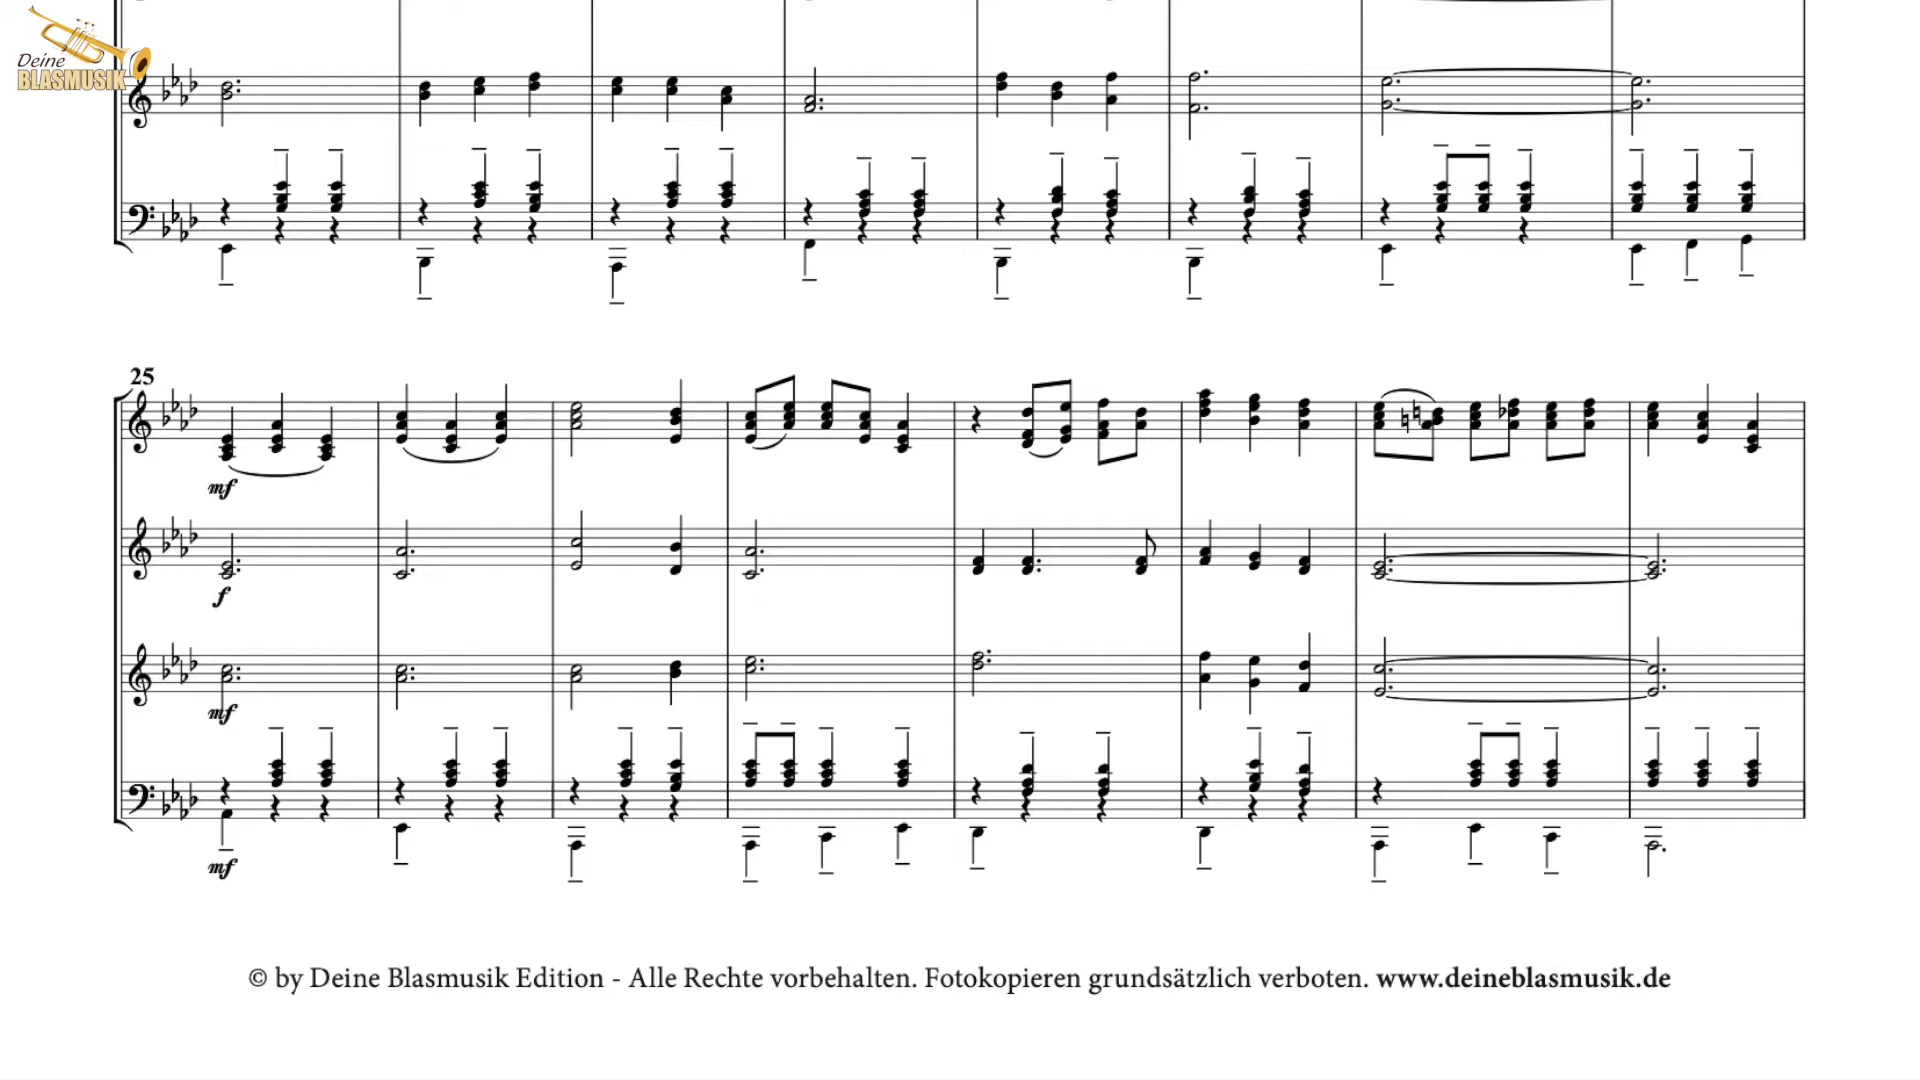 Deine
BLASMUSIK
25
mf
f
mf
mf
© by Deine Blasmusik Edition - Alle Rechte vorbehalten. Fotokopieren grundsätzlich verboten. www.deineblasmusik.de